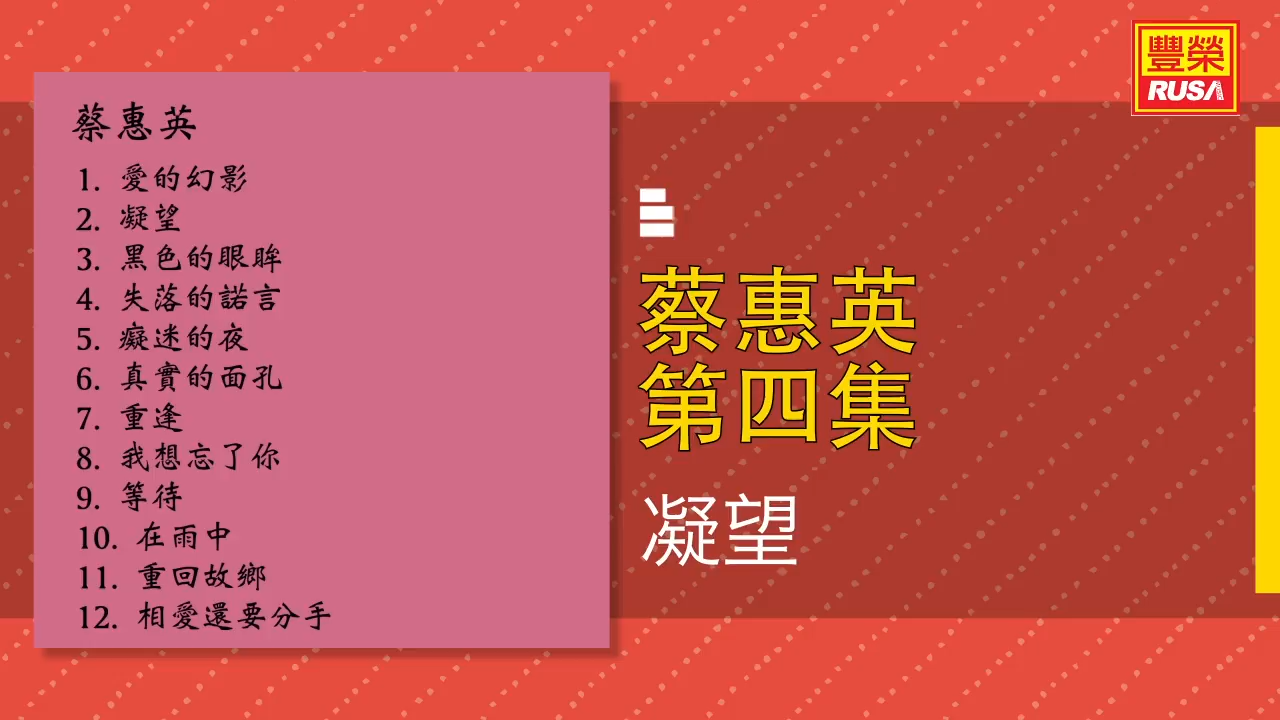 蔡惠英
1. 愛的幻影
2. 凝望
3. 黑色的眼眸
4. 失落的諾言
5. 癡迷的夜
6. 真實的面孔
7. 重逢
8. 我想忘了你
9. 等待
10. 在雨中
11. 重回故鄉
12. 相愛還要分手
豐榮
RUSA
蔡惠英
第四集
凝望